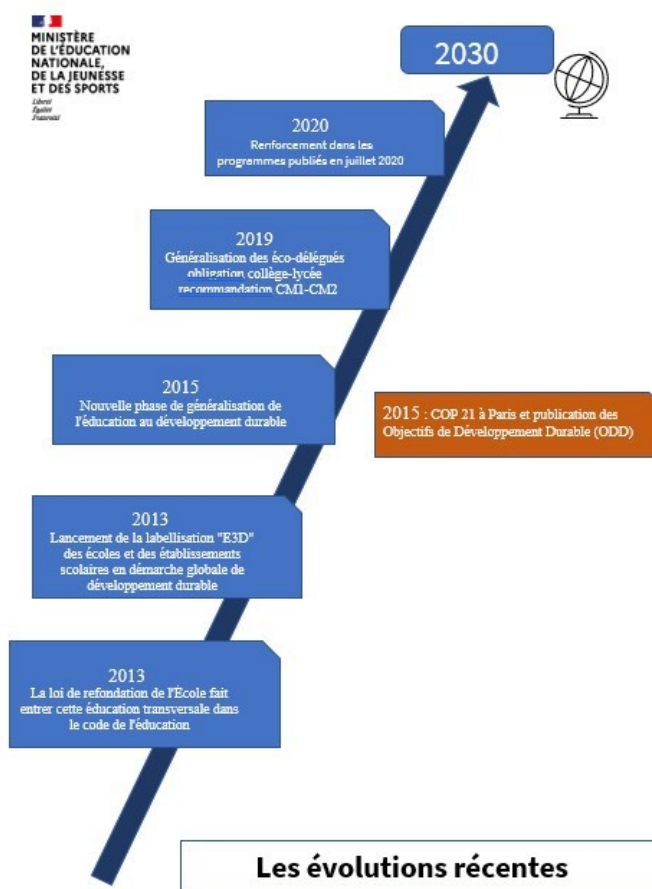 MINISTÈRE
DE L'ÉDUCATION
NATIONALE,
DE LA JEUNESSE
ET DES SPORTS
Liberté
Égalité
Fraternité
2030
2020
Renforcement dans les
programmes publiés en juillet 2020
2019
Généralisation des éco-délégués
obligation collège-lycée
recommandation CM1-CM2
2015
Nouvelle phase de généralisation de
l'éducation au développement durable
2015 : COP 21 à Paris et publication des
Objectifs de Développement Durable (ODD)
2013
Lancement de la labellisation "E3D"
des écoles et des établissements
scolaires en démarche globale de
développement durable
2013
La loi de refondation de l'École fait
entrer cette éducation transversale dans
le code de l'éducation
Les évolutions récentes